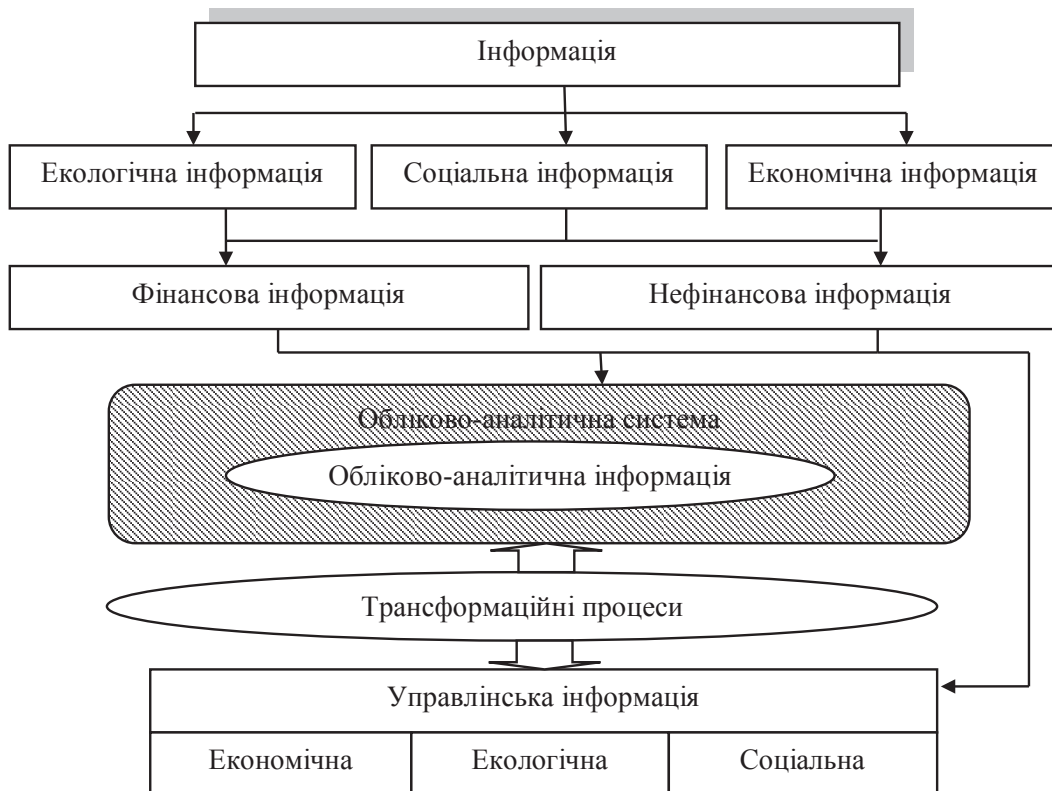 Інформація
Екологічна інформація
Соціальна інформація
Економічна інформація
Фінансова інформація
Нефінансова інформація
Обліково-аналітична система
Обліково-аналітична інформація
Трансформаційні процеси
Управлінська інформація
Економічна
Екологічна
Соціальна